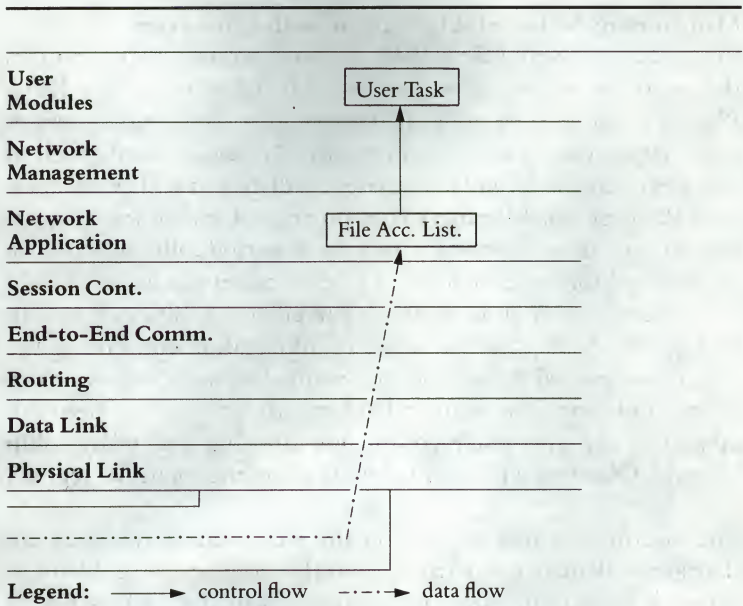 User
Modules
User Task
Network
Management
Network
Application
File Acc. List.
Session Cont.
End-to-End Comm.
Routing
Data Link
Physical Link
Legend: control flow data flow